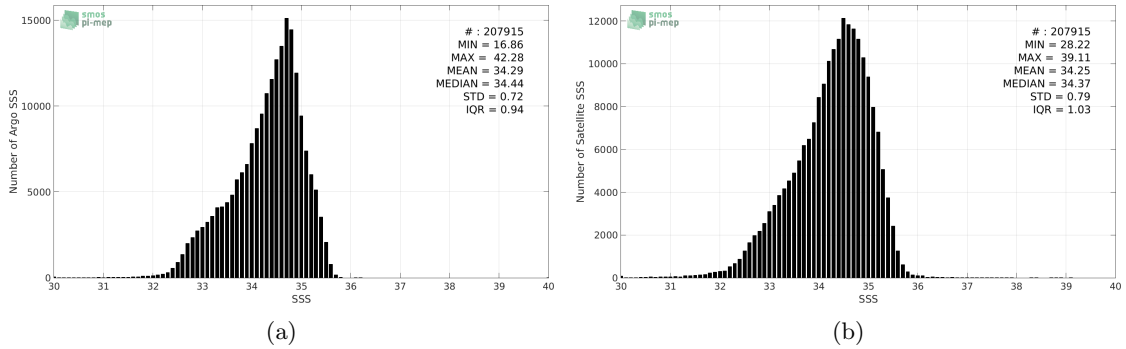 smos
pi-mep
# : 207915
MIN = 16.86
MAX = 42.28
MEAN = 34.29
MEDIAN = 34.44
STD = 0.72
IQR = 0.94
Number of Argo SSS
15000
10000
5000
0
30 31 32 33 34 35 36 37 38 39 40
SSS
(a)
smos
pi-mep
# : 207915
MIN = 28.22
MAX = 39.11
MEAN = 34.25
MEDIAN = 34.37
STD = 0.79
IQR = 1.03
Number of Satellite SSS
12000
10000
8000
6000
4000
2000
0
30 31 32 33 34 35 36 37 38 39 40
SSS
(b)